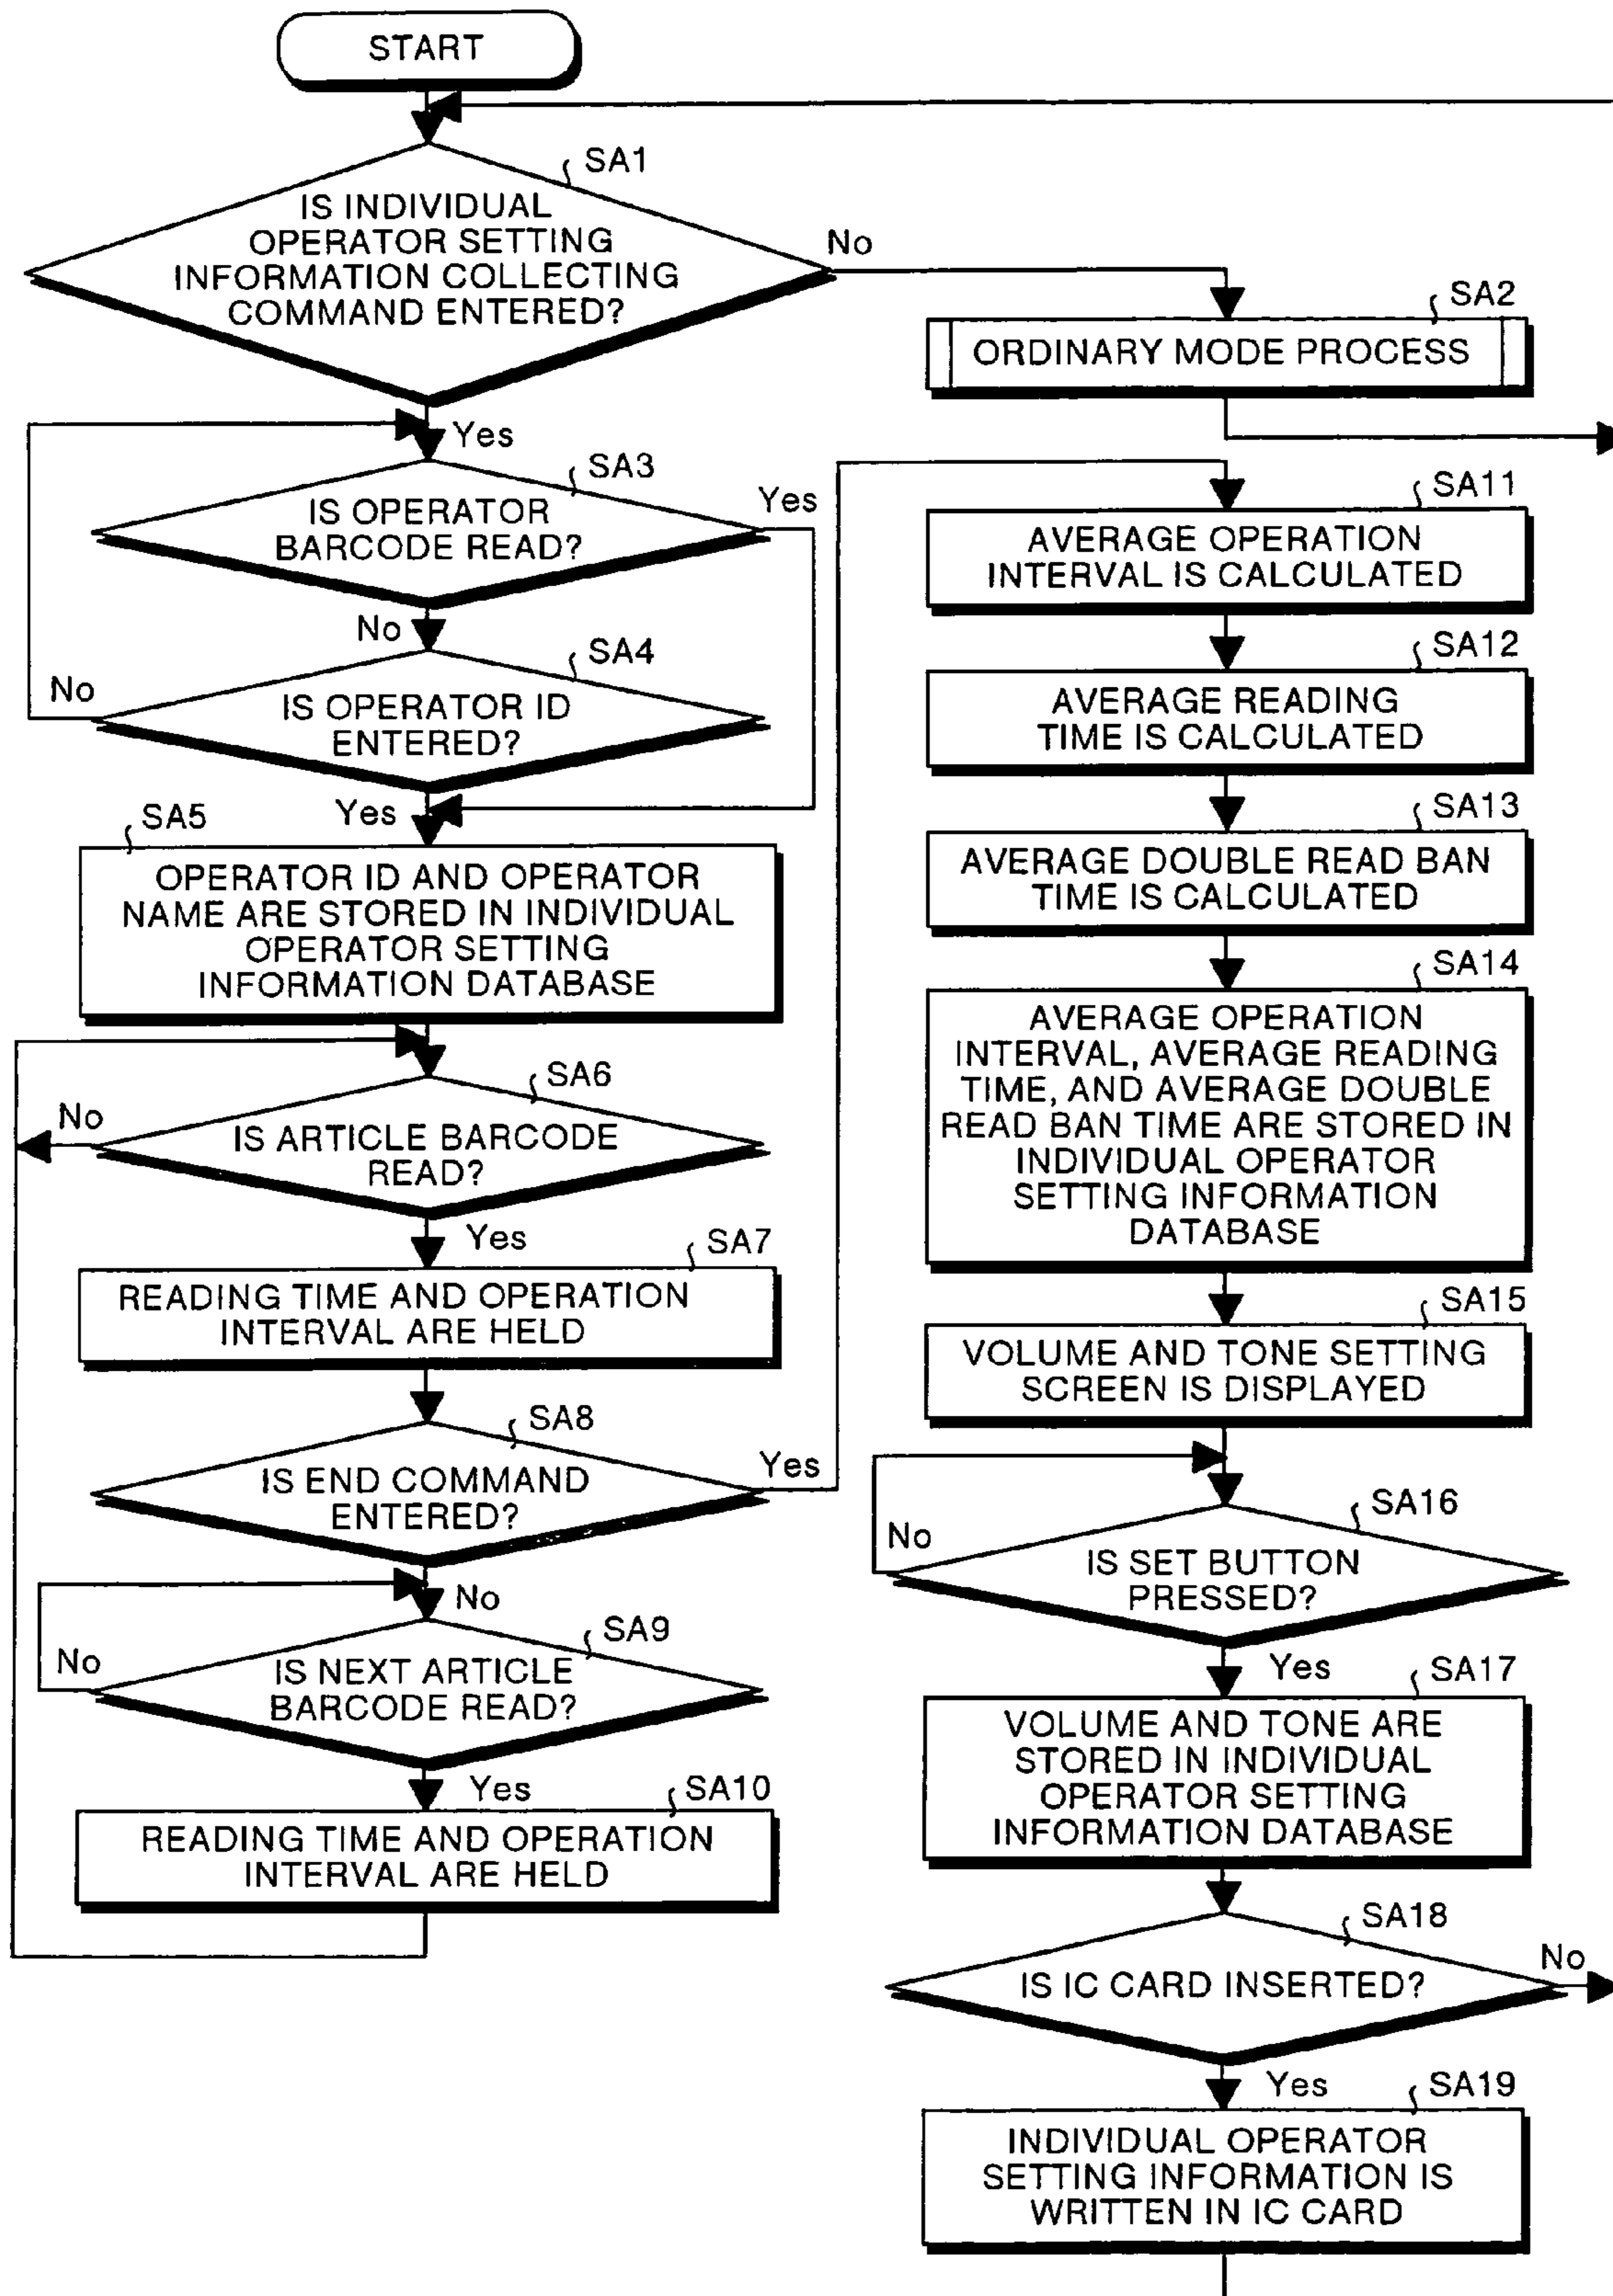 START
SA1
IS INDIVIDUAL
OPERATOR SETTING
INFORMATION COLLECTING
COMMAND ENTERED?
No
Yes
SA2
ORDINARY MODE PROCESS
SA3
IS OPERATOR
BARCODE READ?
Yes
No
SA4
IS OPERATOR ID
ENTERED?
No
Yes
SA5
OPERATOR ID AND OPERATOR
NAME ARE STORED IN INDIVIDUAL
OPERATOR SETTING
INFORMATION DATABASE
SA6
IS ARTICLE BARCODE
READ?
No
Yes
SA7
READING TIME AND OPERATION
INTERVAL ARE HELD
SA8
IS END COMMAND
ENTERED?
Yes
No
SA9
IS NEXT ARTICLE
BARCODE READ?
No
Yes
SA10
READING TIME AND OPERATION
INTERVAL ARE HELD
SA11
AVERAGE OPERATION
INTERVAL IS CALCULATED
SA12
AVERAGE READING
TIME IS CALCULATED
SA13
AVERAGE DOUBLE READ BAN
TIME IS CALCULATED
SA14
AVERAGE OPERATION
INTERVAL, AVERAGE READING
TIME, AND AVERAGE DOUBLE
READ BAN TIME ARE STORED IN
INDIVIDUAL OPERATOR
SETTING INFORMATION
DATABASE
SA15
VOLUME AND TONE SETTING
SCREEN IS DISPLAYED
SA16
IS SET BUTTON
PRESSED?
No
Yes
SA17
VOLUME AND TONE ARE
STORED IN INDIVIDUAL
OPERATOR SETTING
INFORMATION DATABASE
SA18
IS IC CARD INSERTED?
No
Yes
SA19
INDIVIDUAL OPERATOR
SETTING INFORMATION IS
WRITTEN IN IC CARD